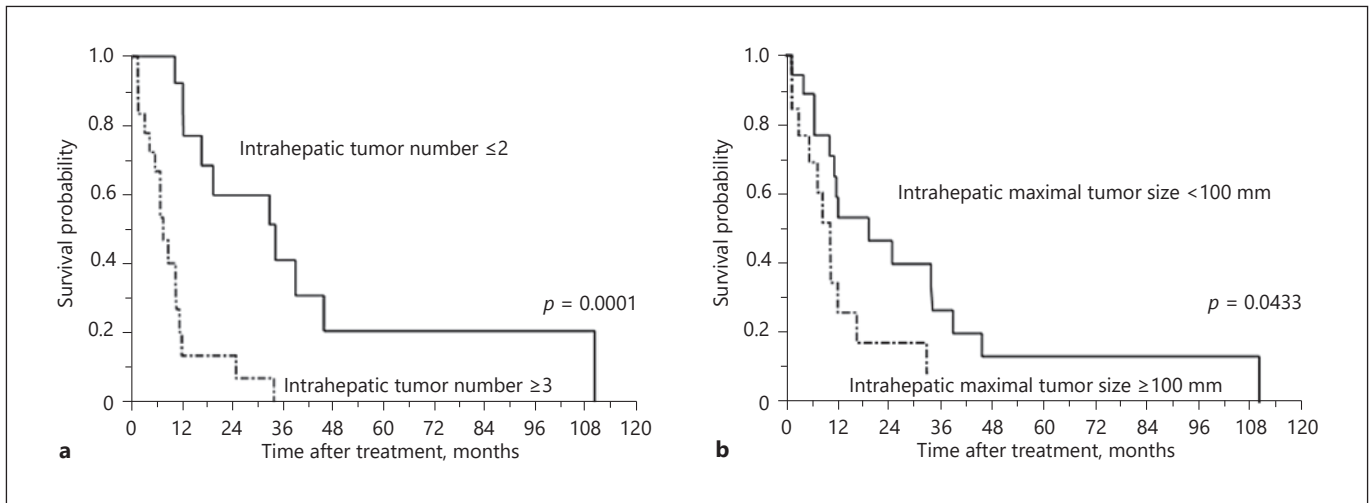 1.0
0.8
0.6
0.4
0.2
0
Survival probability
Intrahepatic tumor number ≤2
p = 0.0001
Intrahepatic tumor number ≥3
0 12 24 36 48 60 72 84 96 108 120
Time after treatment, months
a
1.0
0.8
0.6
0.4
0.2
0
Survival probability
Intrahepatic maximal tumor size <100 mm
p = 0.0433
Intrahepatic maximal tumor size ≥100 mm
0 12 24 36 48 60 72 84 96 108 120
Time after treatment, months
b